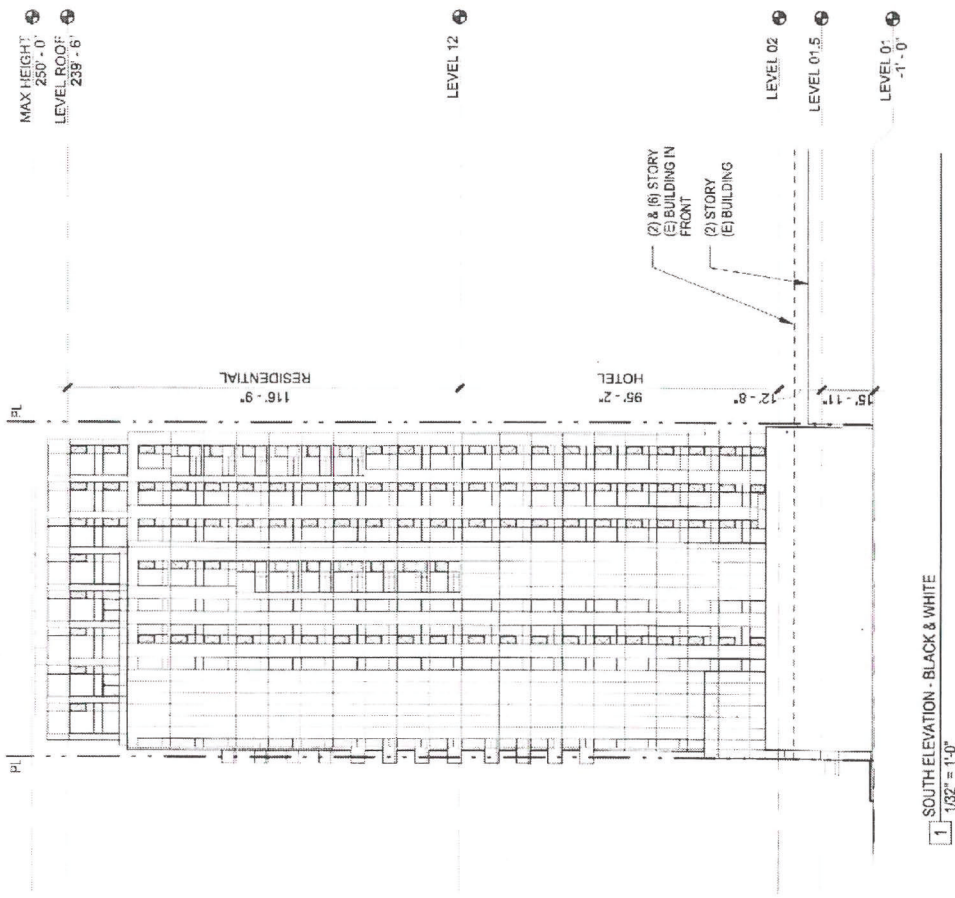 MAX HEIGHT
250' - 0"
LEVEL ROOF
239' - 6"
LEVEL 12
LEVEL 02
LEVEL 01.5
LEVEL 01
-1' - 0"
(2) & (6) STORY
(E) BUILDING IN
FRONT
(2) STORY
(E) BUILDING
RESIDENTIAL
116' - 9"
HOTEL
95' - 2"
12' - 8"
15' - 11"
PL
PL
1
SOUTH ELEVATION - BLACK & WHITE
1/32" = 1'-0"